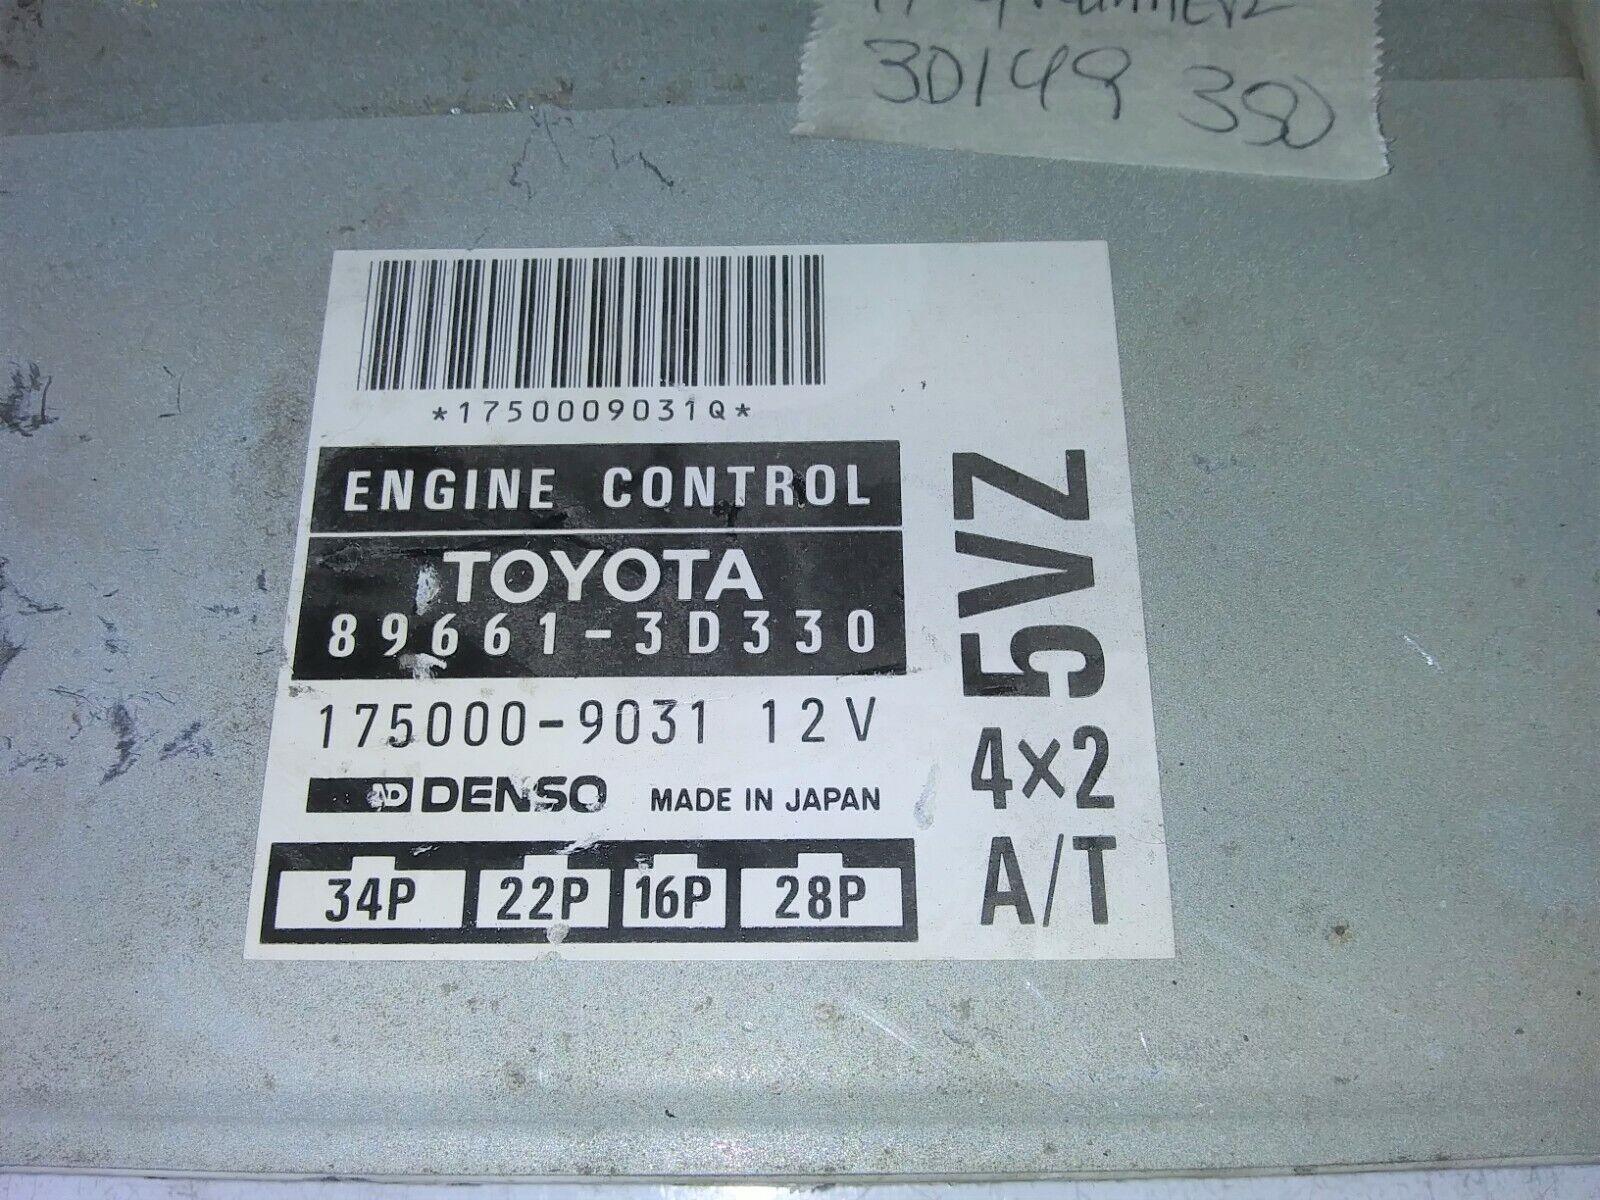 30149 350
*1750009031Q*
ENGINE CONTROL
TOYOTA
89661-3D330
175000-9031 12V
DENSO MADE IN JAPAN
34P 22P 16P 28P
5VZ
4×2
A/T